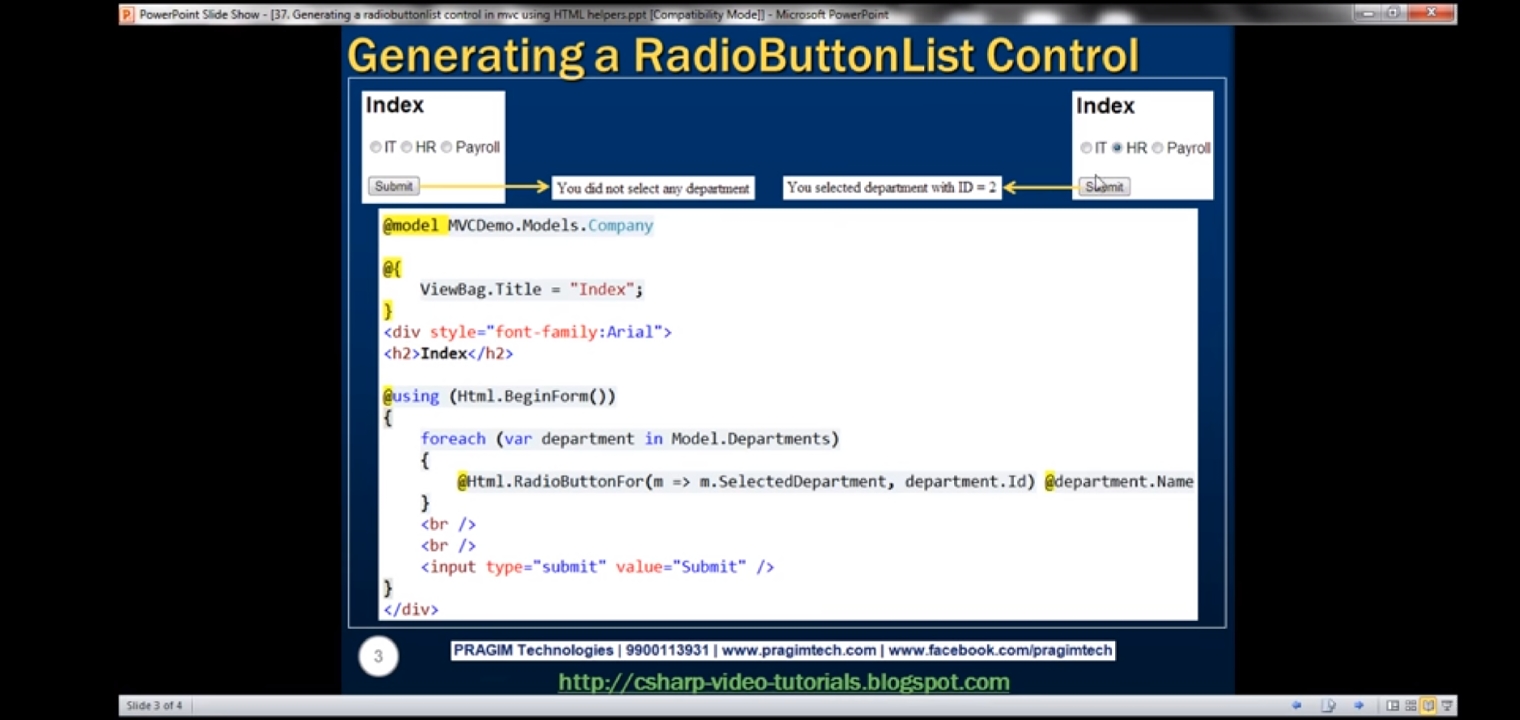 PowerPoint Slide Show - [37. Generating a radiobuttonlist control in mvc using HTML helpers.ppt [Compatibility Mode]] - Microsoft PowerPoint
Generating a RadioButtonList Control
Index
IT HR Payroll
Submit
You did not select any department
You selected department with ID = 2
Index
IT HR Payroll
Submit
@model MVCDemo.Models.Company
@{
ViewBag.Title = "Index";
}
<div style="font-family:Arial">
<h2>Index</h2>
@using (Html.BeginForm())
{
foreach (var department in Model.Departments)
{
@Html.RadioButtonFor(m => m.SelectedDepartment, department.Id) @department.Name
}
<br />
<br />
<input type="submit" value="Submit" />
}
</div>
3
PRAGIM Technologies | 9900113931 | www.pragimtech.com | www.facebook.com/pragimtech
http://csharp-video-tutorials.blogspot.com
Slide 3 of 4